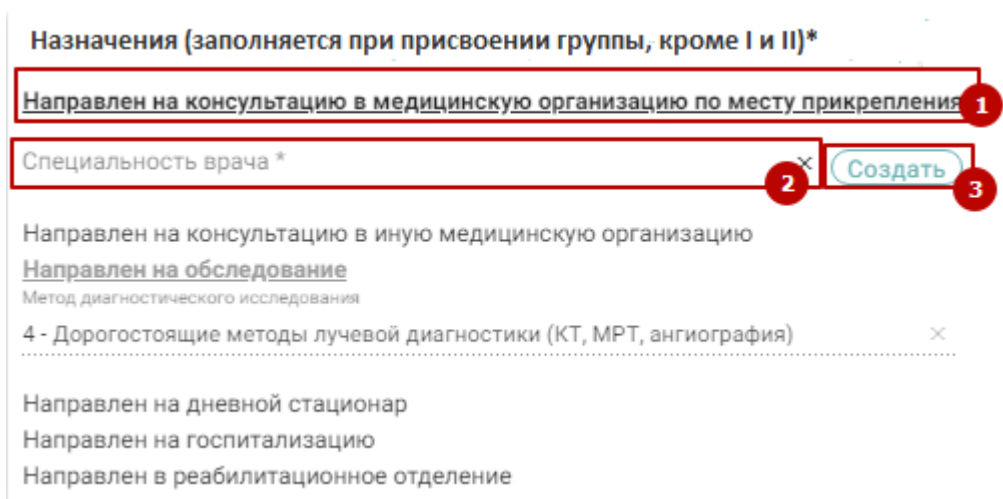 Назначения (заполняется при присвоении группы, кроме I и II)*
Направлен на консультацию в медицинскую организацию по месту прикрепления 1
Специальность врача * × 2 Создать 3
Направлен на консультацию в иную медицинскую организацию
Направлен на обследование
Метод диагностического исследования
4 - Дорогостоящие методы лучевой диагностики (КТ, МРТ, ангиография) ×
Направлен на дневной стационар
Направлен на госпитализацию
Направлен в реабилитационное отделение